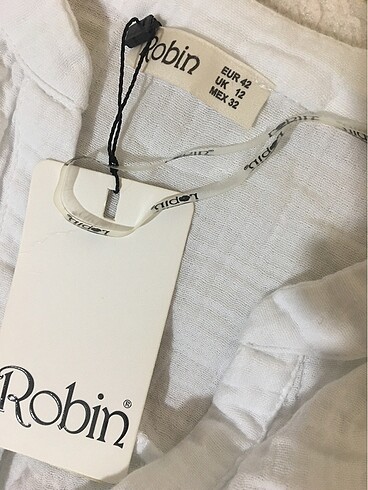 Robin
EUR 42
UK 12
MEX 32
Robin®